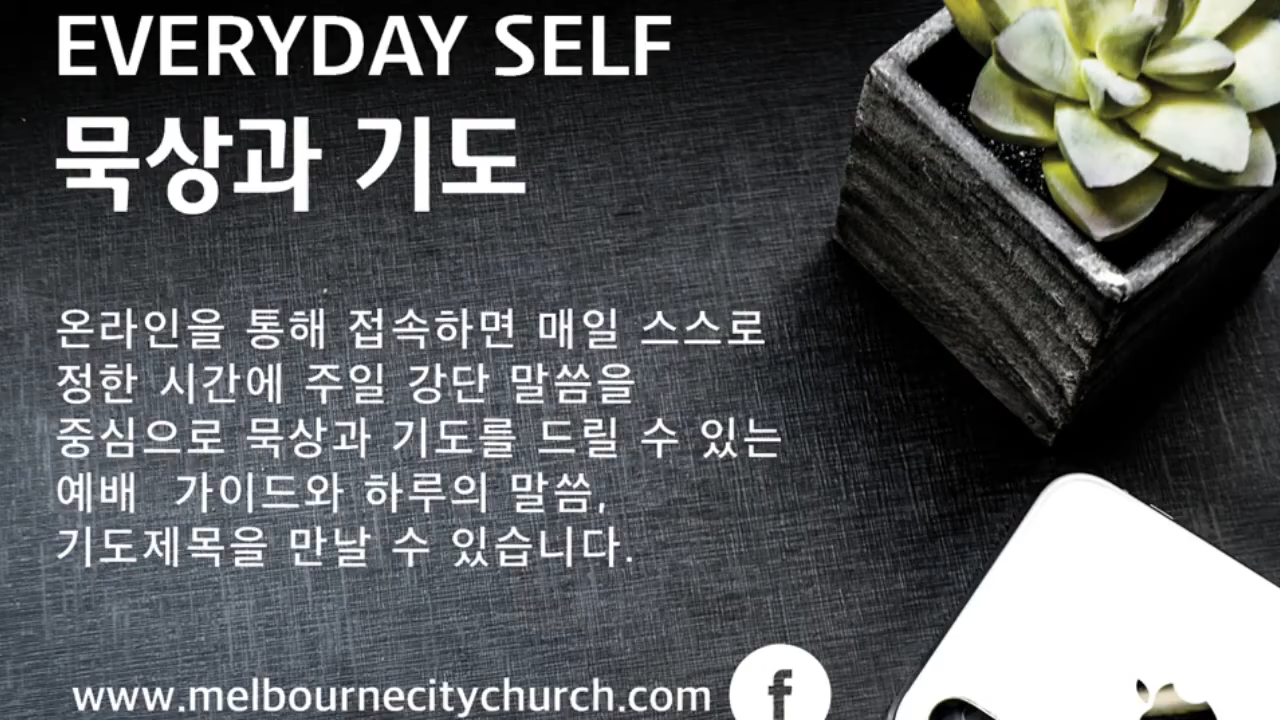 EVERYDAY SELF
묵상과 기도
온라인을 통해 접속하면 매일 스스로
정한 시간에 주일 강단 말씀을
중심으로 묵상과 기도를 드릴 수 있는
예배 가이드와 하루의 말씀,
기도제목을 만날 수 있습니다.
www.melbournecitychurch.com f